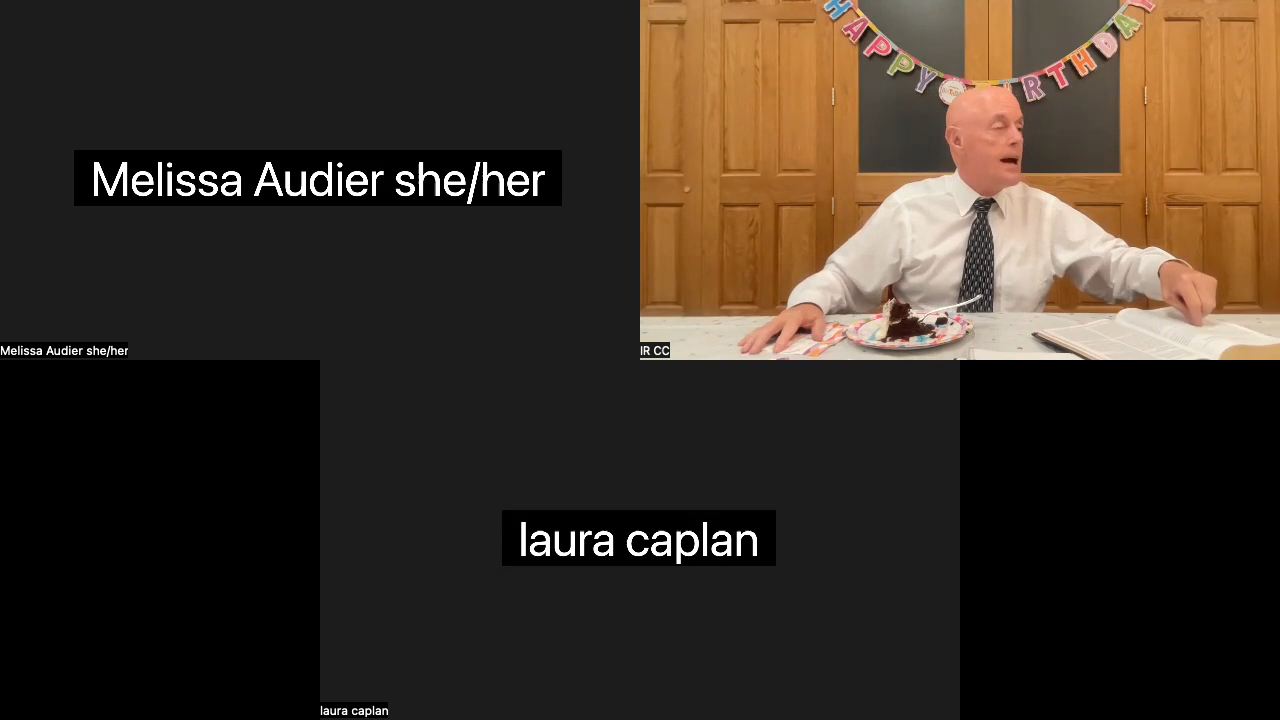 HAPPY BIRTHDAY
Melissa Audier she/her
Melissa Audier she/her
IR CC
laura caplan
laura caplan